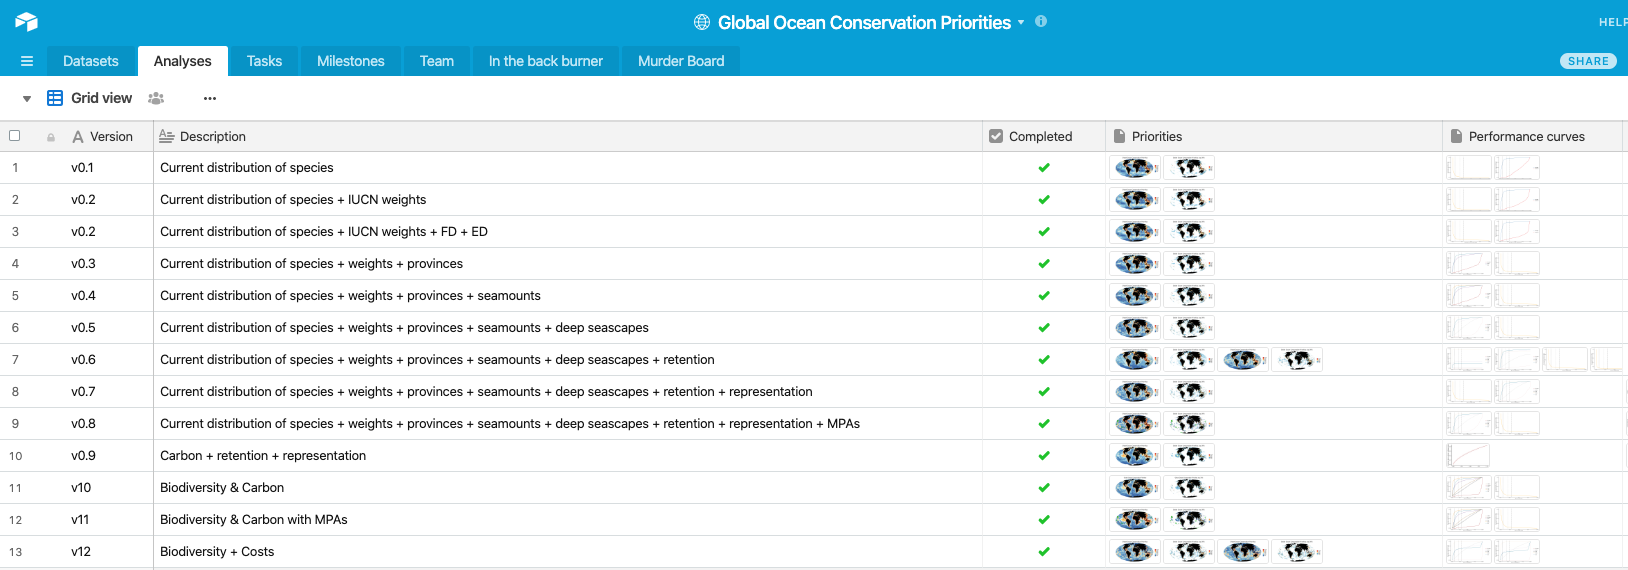 Global Ocean Conservation Priorities
HELP
Datasets Analyses Tasks Milestones Team In the back burner Murder Board
SHARE
Grid view
Version Description Completed Priorities Performance curves
1 v0.1 Current distribution of species
2 v0.2 Current distribution of species + IUCN weights
3 v0.2 Current distribution of species + IUCN weights + FD + ED
4 v0.3 Current distribution of species + weights + provinces
5 v0.4 Current distribution of species + weights + provinces + seamounts
6 v0.5 Current distribution of species + weights + provinces + seamounts + deep seascapes
7 v0.6 Current distribution of species + weights + provinces + seamounts + deep seascapes + retention
8 v0.7 Current distribution of species + weights + provinces + seamounts + deep seascapes + retention + representation
9 v0.8 Current distribution of species + weights + provinces + seamounts + deep seascapes + retention + representation + MPAs
10 v0.9 Carbon + retention + representation
11 v10 Biodiversity & Carbon
12 v11 Biodiversity & Carbon with MPAs
13 v12 Biodiversity + Costs